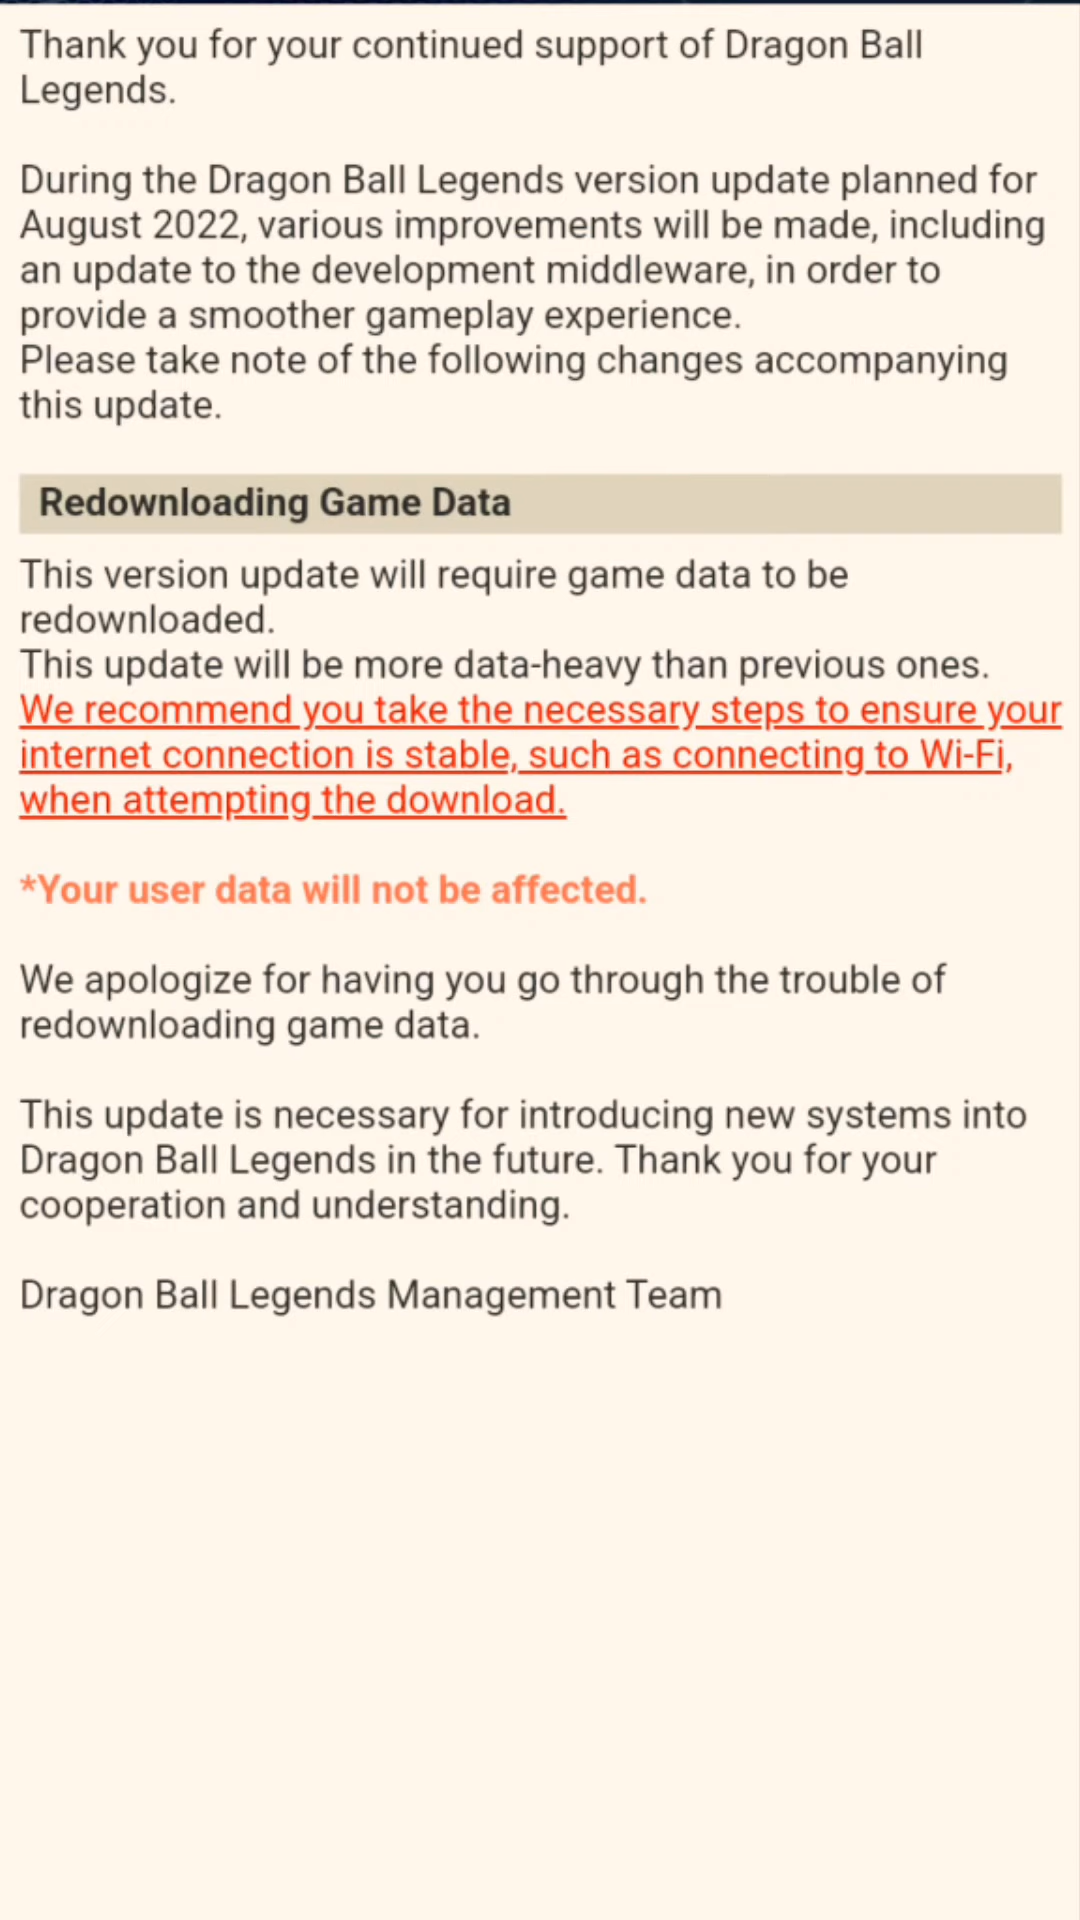 Thank you for your continued support of Dragon Ball
Legends.
During the Dragon Ball Legends version update planned for
August 2022, various improvements will be made, including
an update to the development middleware, in order to
provide a smoother gameplay experience.
Please take note of the following changes accompanying
this update.
Redownloading Game Data
This version update will require game data to be
redownloaded.
This update will be more data-heavy than previous ones.
We recommend you take the necessary steps to ensure your
internet connection is stable, such as connecting to Wi-Fi,
when attempting the download.
*Your user data will not be affected.
We apologize for having you go through the trouble of
redownloading game data.
This update is necessary for introducing new systems into
Dragon Ball Legends in the future. Thank you for your
cooperation and understanding.
Dragon Ball Legends Management Team